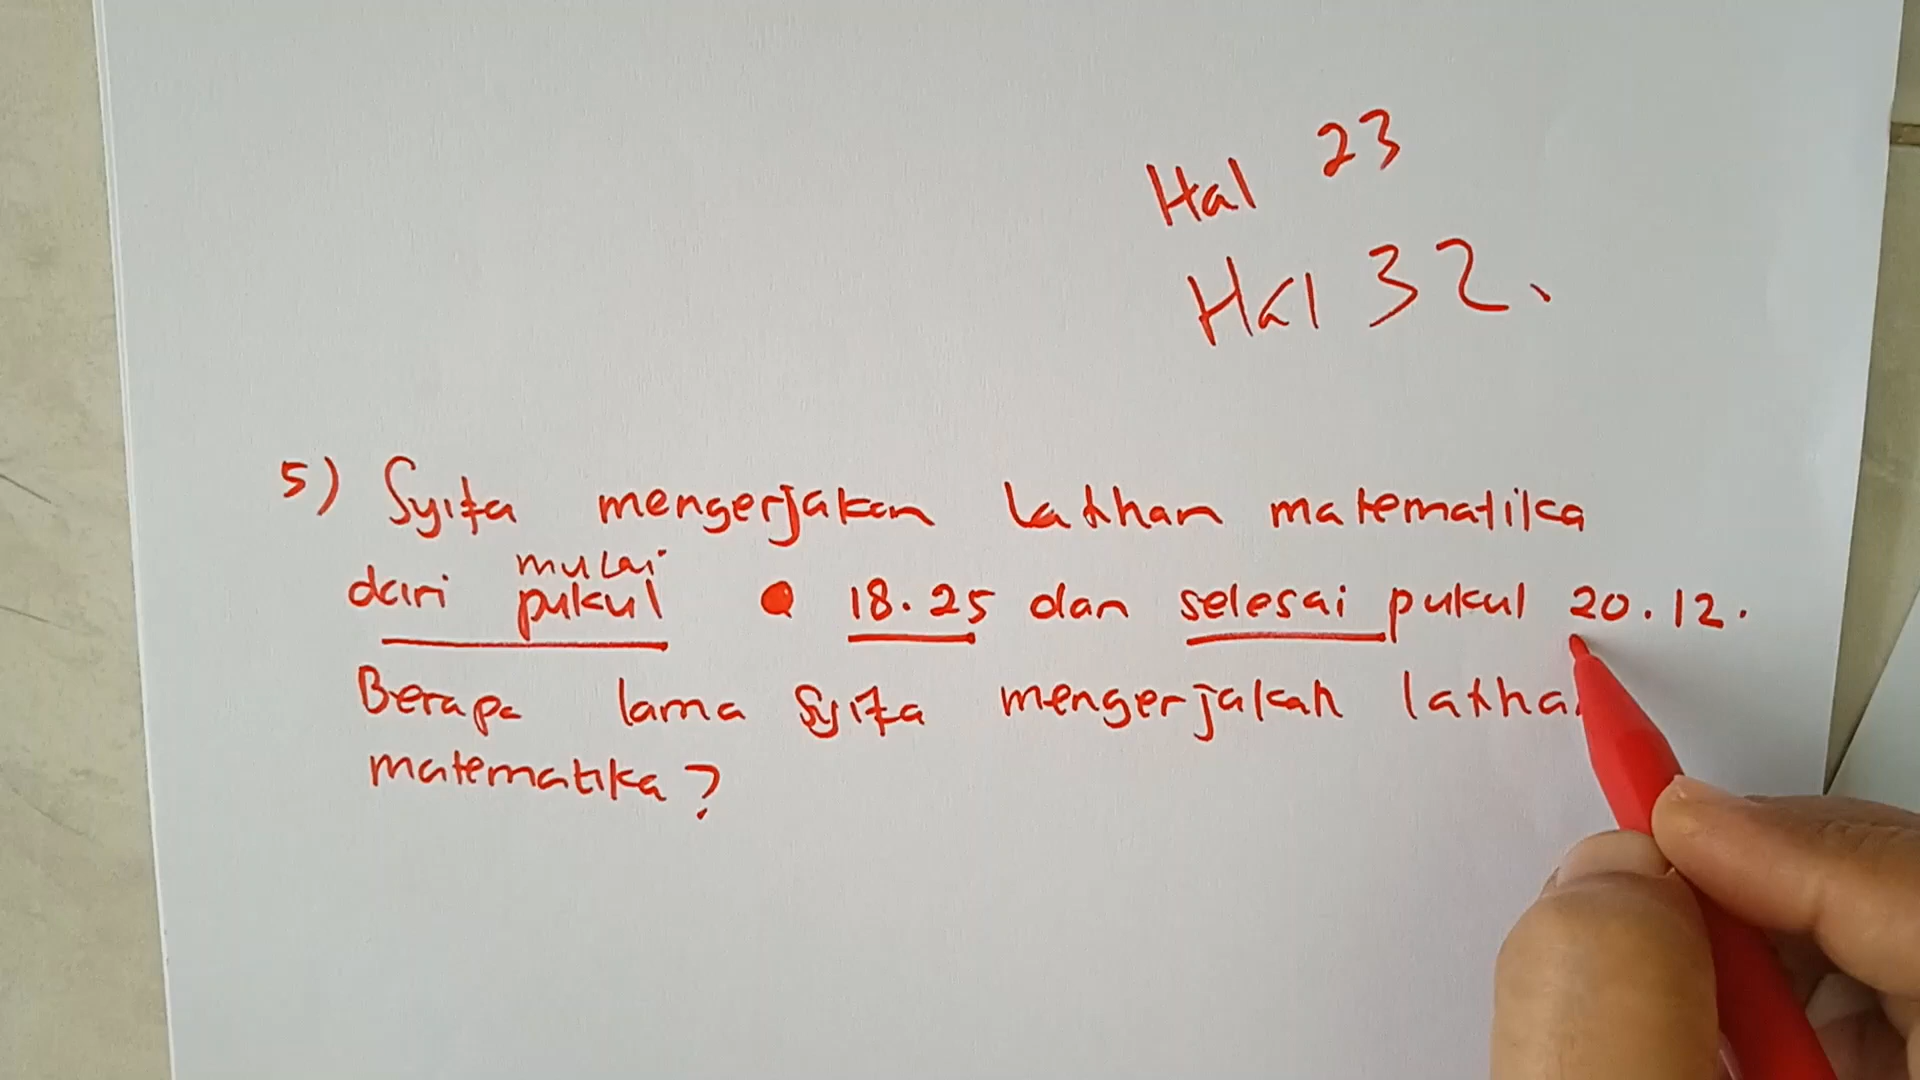 Hal 23
Hal 32.
5) Syifa mengerjakan latihan matematika
mulai
dari pukul 18.25 dan selesai pukul 20.12.
Berapa lama Syifa mengerjakan
matematika?